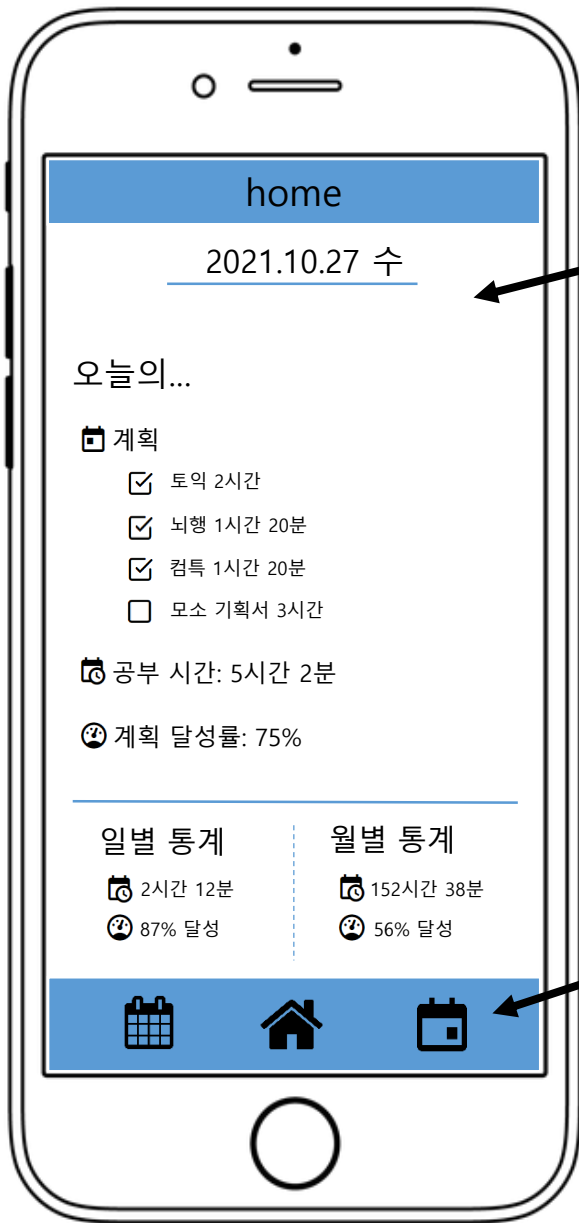 home
2021.10.27 수
오늘의...
계획
토익 2시간
뇌행 1시간 20분
컴특 1시간 20분
모소 기획서 3시간
공부 시간: 5시간 2분
계획 달성률: 75%
일별 통계
2시간 12분
87% 달성
월별 통계
152시간 38분
56% 달성